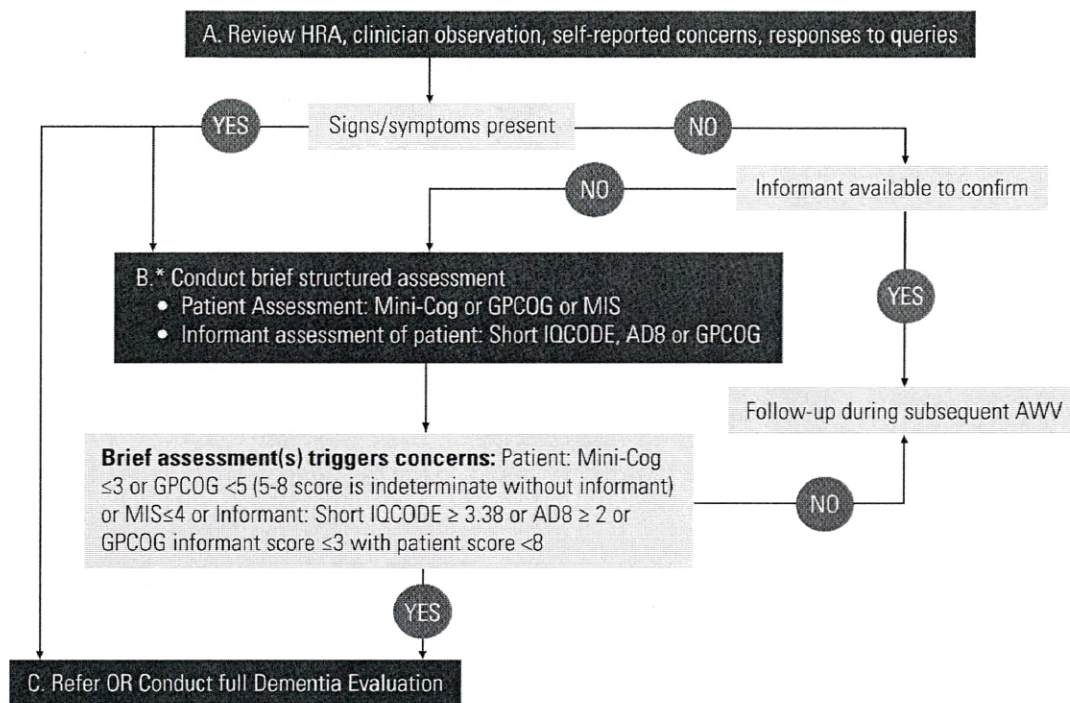 A. Review HRA, clinician observation, self-reported concerns, responses to queries
YES
Signs/symptoms present
NO
NO
Informant available to confirm
B.* Conduct brief structured assessment
• Patient Assessment: Mini-Cog or GPCOG or MIS
• Informant assessment of patient: Short IQCODE, AD8 or GPCOG
YES
Follow-up during subsequent AWV
Brief assessment(s) triggers concerns: Patient: Mini-Cog
≤3 or GPCOG <5 (5-8 score is indeterminate without informant)
or MIS≤4 or Informant: Short IQCODE ≥ 3.38 or AD8 ≥ 2 or
GPCOG informant score ≤3 with patient score <8
NO
YES
C. Refer OR Conduct full Dementia Evaluation